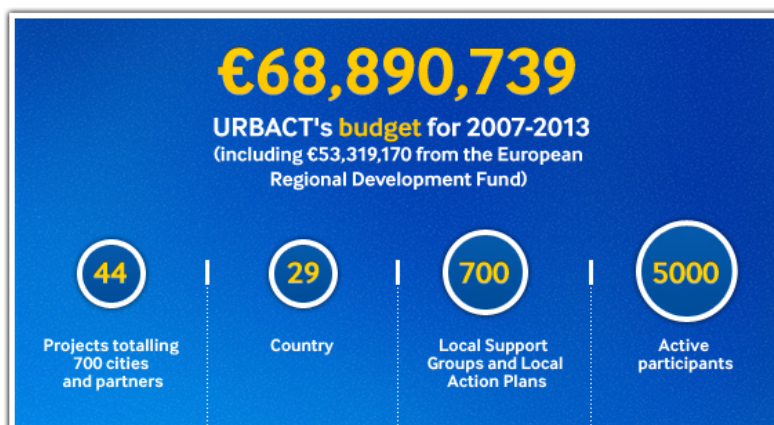 €68,890,739
URBACT's budget for 2007-2013
(including €53,319,170 from the European
Regional Development Fund)
44
29
700
5000
Projects totalling
700 cities
and partners
Country
Local Support
Groups and Local
Action Plans
Active
participants